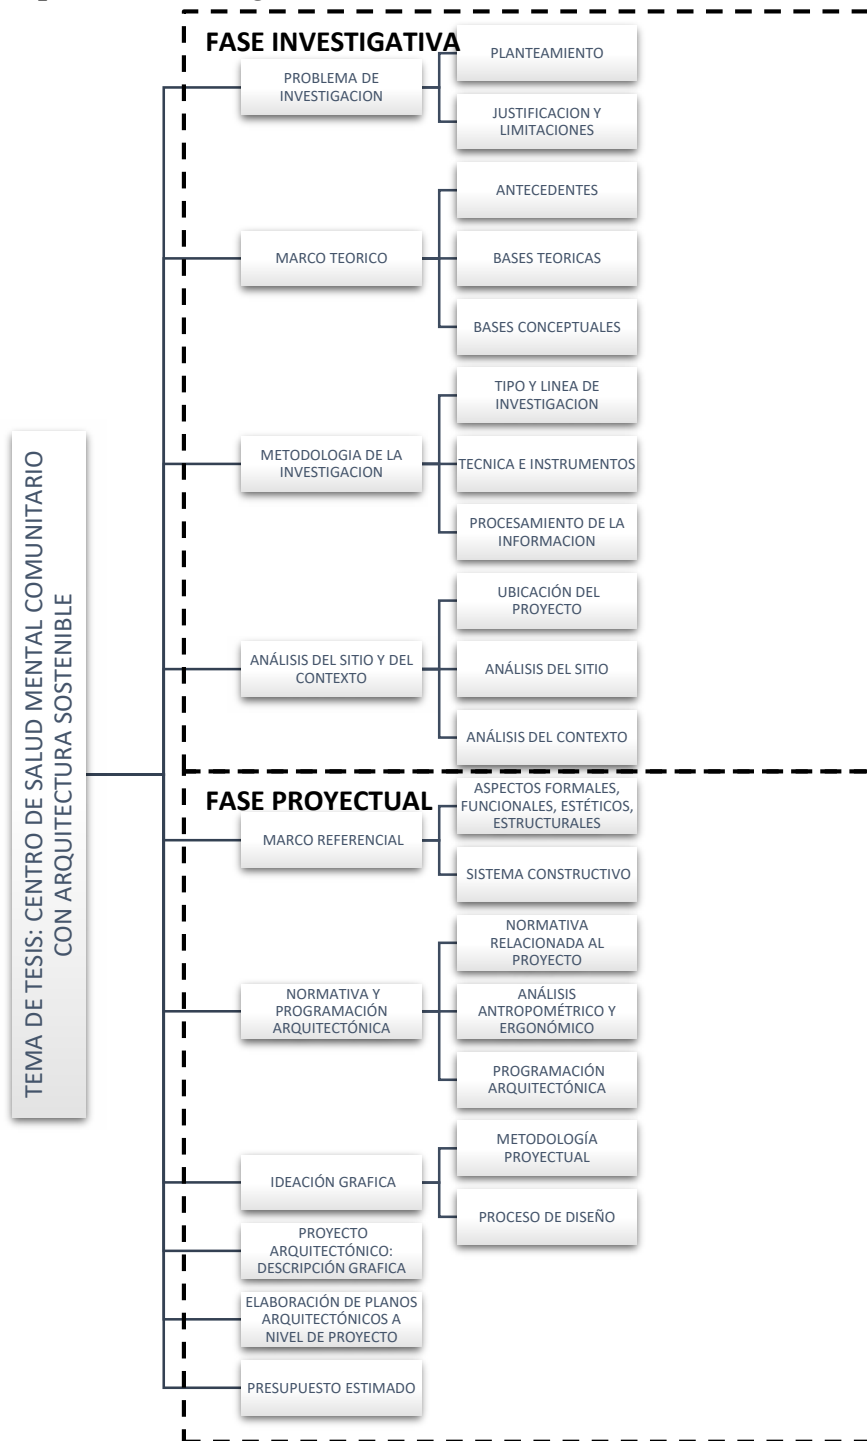 FASE INVESTIGATIVA
PROBLEMA DE
INVESTIGACION
PLANTEAMIENTO
JUSTIFICACION Y
LIMITACIONES
MARCO TEORICO
ANTECEDENTES
BASES TEORICAS
BASES CONCEPTUALES
METODOLOGIA DE LA
INVESTIGACION
TIPO Y LINEA DE
INVESTIGACION
TECNICA E INSTRUMENTOS
PROCESAMIENTO DE LA
INFORMACION
ANÁLISIS DEL SITIO Y DEL
CONTEXTO
UBICACIÓN DEL
PROYECTO
ANÁLISIS DEL SITIO
ANÁLISIS DEL CONTEXTO
TEMA DE TESIS: CENTRO DE SALUD MENTAL COMUNITARIO
CON ARQUITECTURA SOSTENIBLE
FASE PROYECTUAL
MARCO REFERENCIAL
ASPECTOS FORMALES,
FUNCIONALES, ESTÉTICOS,
ESTRUCTURALES
SISTEMA CONSTRUCTIVO
NORMATIVA Y
PROGRAMACIÓN
ARQUITECTÓNICA
NORMATIVA
RELACIONADA AL
PROYECTO
ANÁLISIS
ANTROPOMÉTRICO Y
ERGONÓMICO
PROGRAMACIÓN
ARQUITECTÓNICA
IDEACIÓN GRAFICA
METODOLOGÍA
PROYECTUAL
PROCESO DE DISEÑO
PROYECTO
ARQUITECTÓNICO:
DESCRIPCIÓN GRAFICA
ELABORACIÓN DE PLANOS
ARQUITECTÓNICOS A
NIVEL DE PROYECTO
PRESUPUESTO ESTIMADO